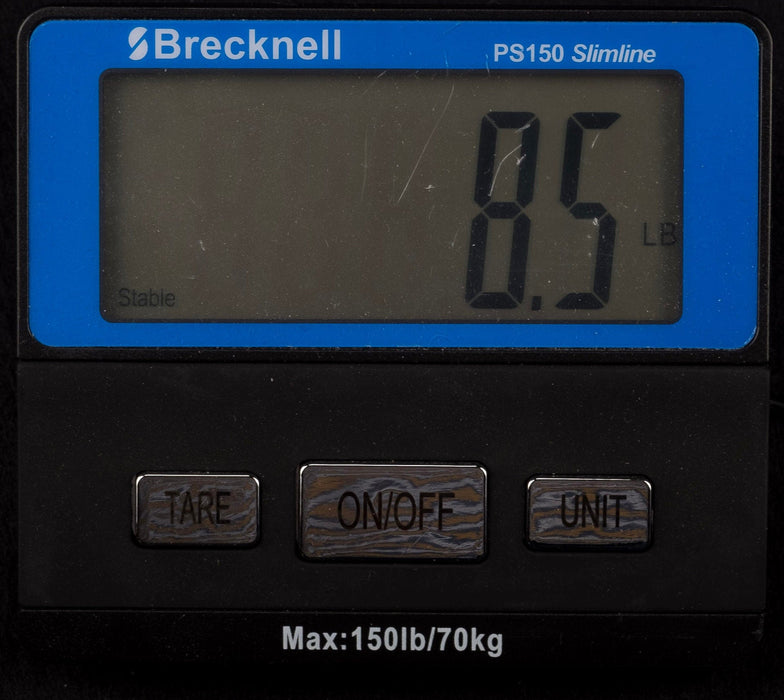 Brecknell
PS150 Slimline
8.5
LB
Stable
TARE
ON/OFF
UNIT
Max:150lb/70kg